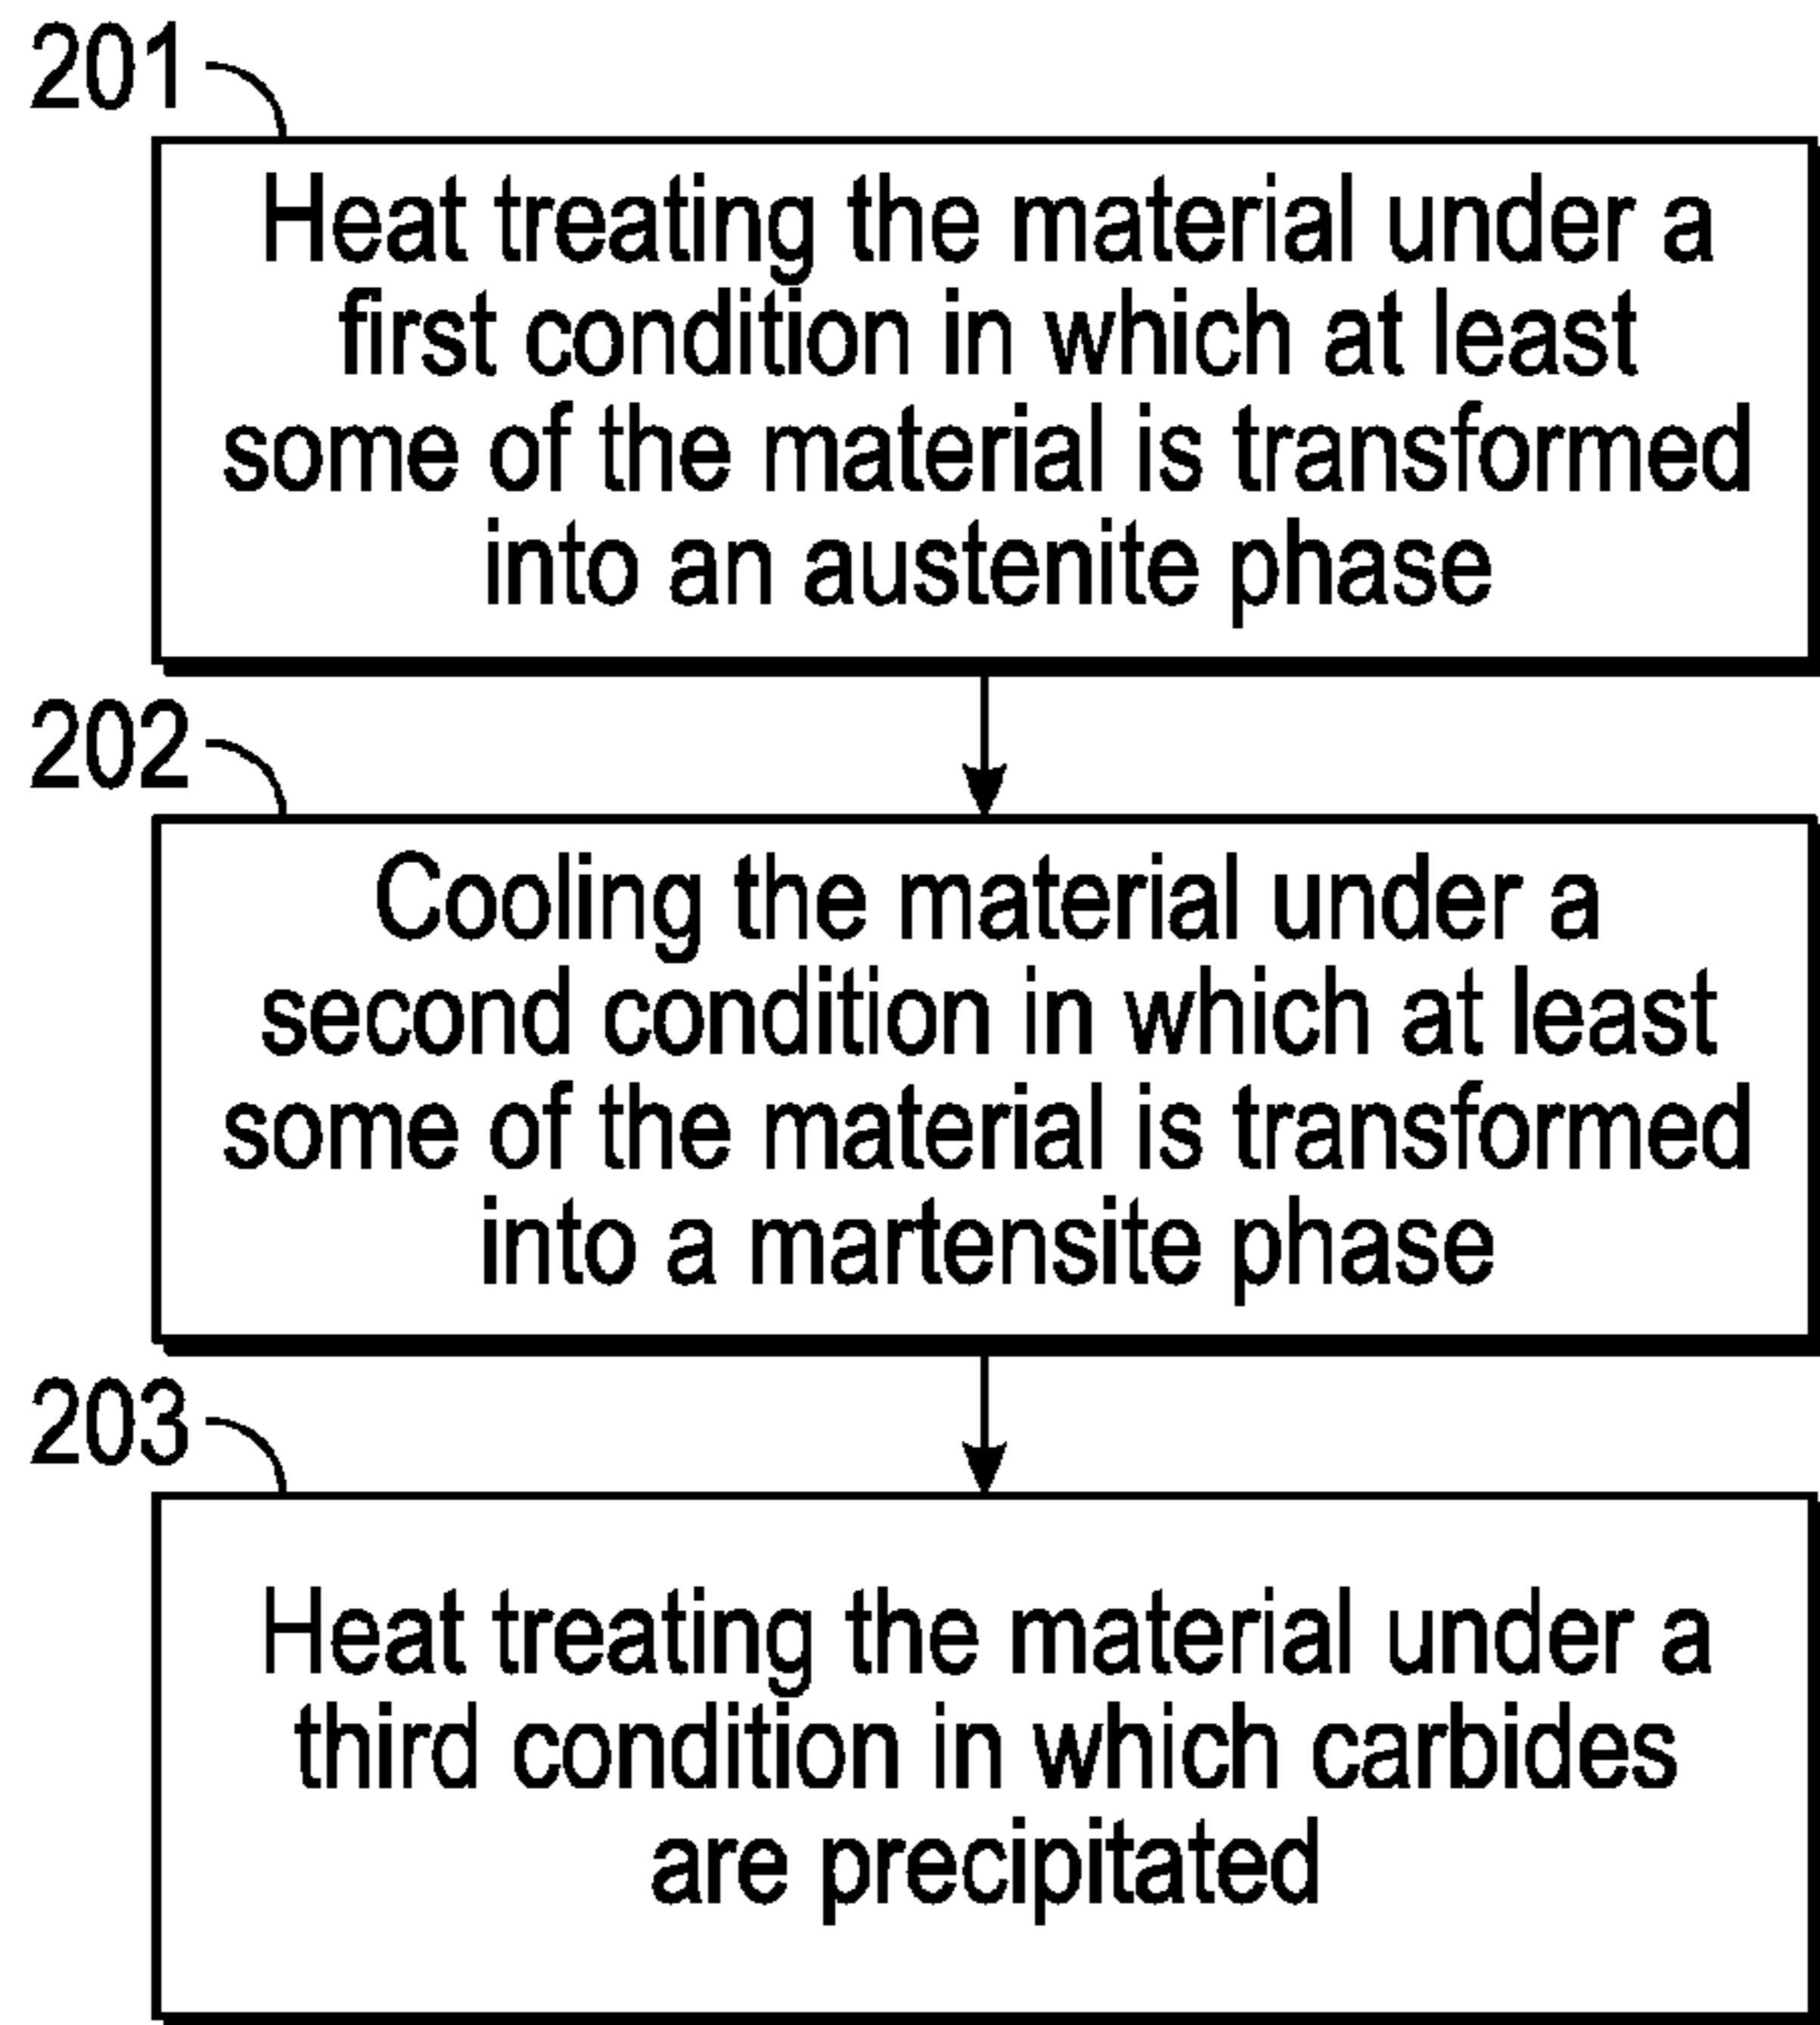 201
Heat treating the material under a
first condition in which at least
some of the material is transformed
into an austenite phase
202
Cooling the material under a
second condition in which at least
some of the material is transformed
into a martensite phase
203
Heat treating the material under a
third condition in which carbides
are precipitated